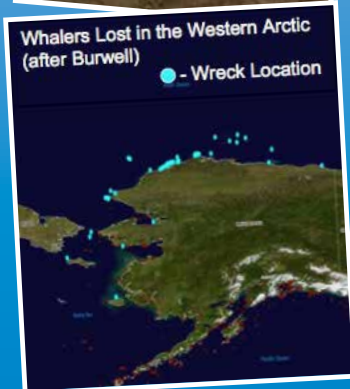 Whalers Lost in the Western Arctic
(after Burwell)
- Wreck Location